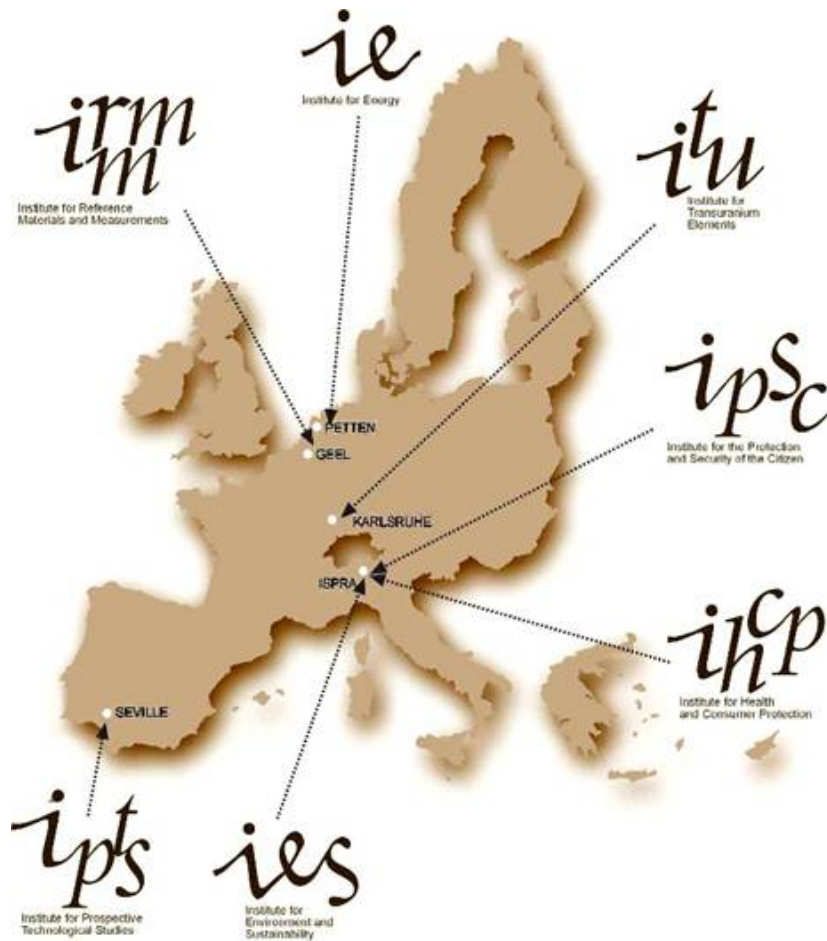 ie
Institute for Energy
irmm
Institute for Reference
Materials and Measurements
itu
Institute for
Transuranium
Elements
ipsc
Institute for the Protection
and Security of the Citizen
PETTEN
GEEL
KARLSRUHE
ISPRA
ihcp
Institute for Health
and Consumer Protection
SEVILLE
ipts
Institute for Prospective
Technological Studies
ies
Institute for
Environment and
Sustainability